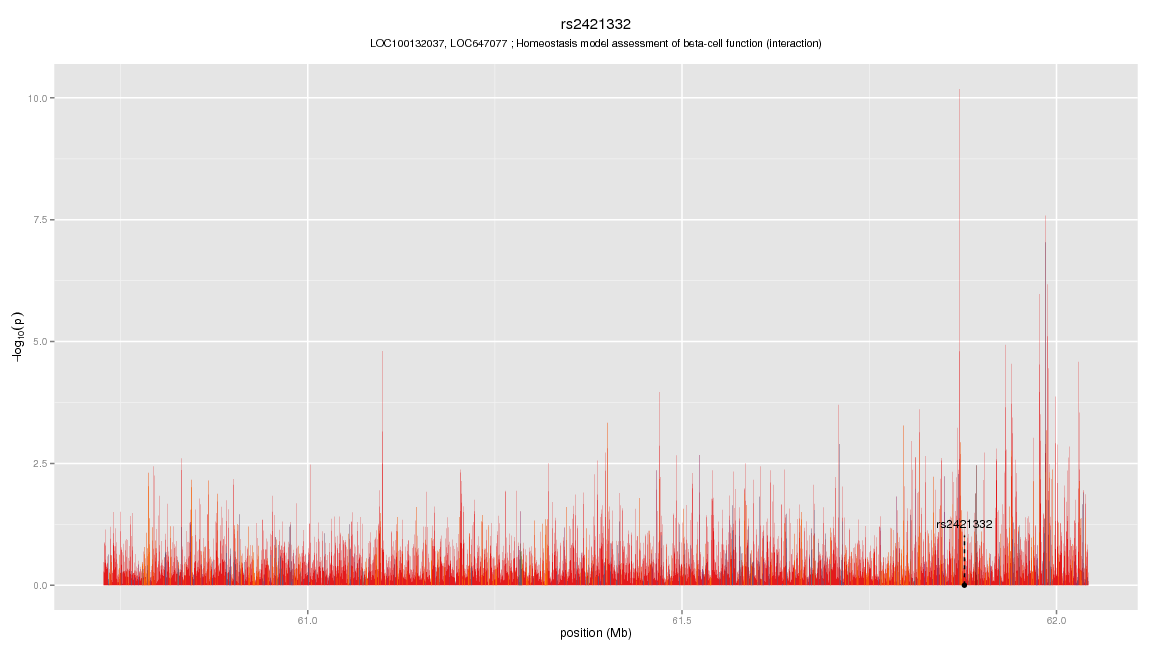 rs2421332
LOC100132037, LOC647077 ; Homeostasis model assessment of beta-cell function (interaction)
10.0
7.5
5.0
2.5
0.0
−log10(p)
rs2421332
61.0
61.5
62.0
position (Mb)